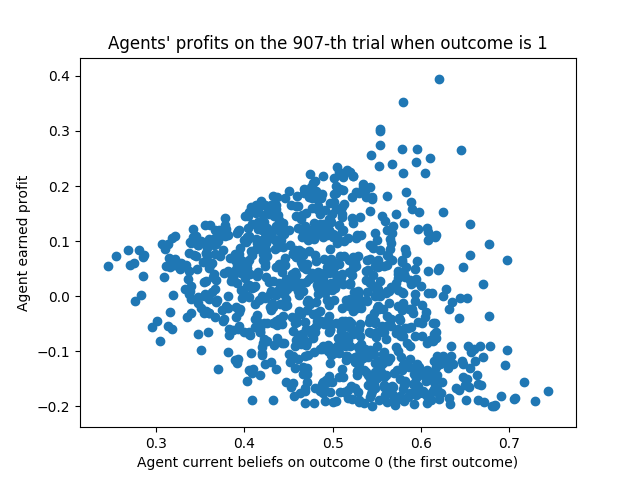 Agents' profits on the 907-th trial when outcome is 1
Agent earned profit
0.4
0.3
0.2
0.1
0.0
−0.1
−0.2
0.3 0.4 0.5 0.6 0.7
Agent current beliefs on outcome 0 (the first outcome)